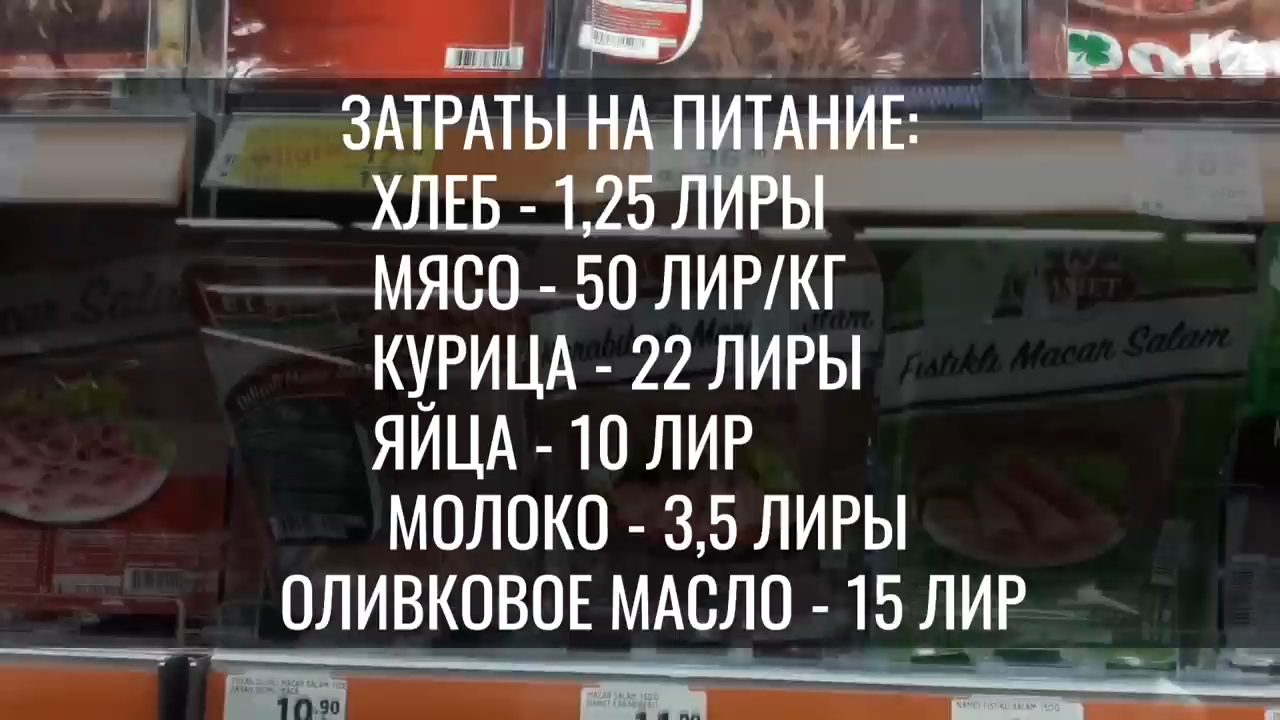 ЗАТРАТЫ НА ПИТАНИЕ:
ХЛЕБ - 1,25 ЛИРЫ
МЯСО - 50 ЛИР/КГ
КУРИЦА - 22 ЛИРЫ
ЯЙЦА - 10 ЛИР
МОЛОКО - 3,5 ЛИРЫ
ОЛИВКОВОЕ МАСЛО - 15 ЛИР
Fıstıklı Macar Salam
10.90